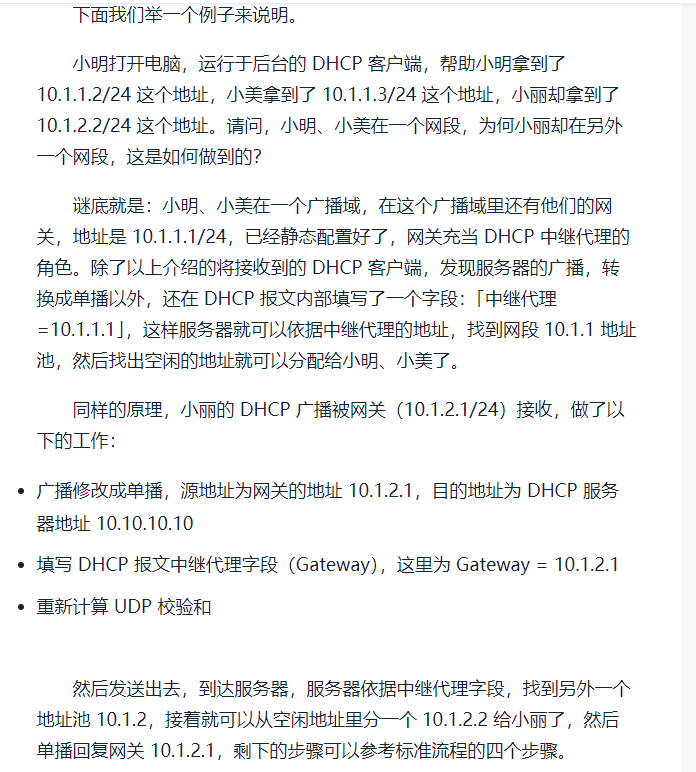 下面我们举一个例子来说明。
小明打开电脑，运行于后台的 DHCP 客户端，帮助小明拿到了
10.1.1.2/24 这个地址，小美拿到了 10.1.1.3/24 这个地址，小丽却拿到了
10.1.2.2/24 这个地址。请问，小明、小美在一个网段，为何小丽却在另外
一个网段，这是如何做到的？
谜底就是：小明、小美在一个广播域，在这个广播域里还有他们的网
关，地址是 10.1.1.1/24，已经静态配置好了，网关充当 DHCP 中继代理的
角色。除了以上介绍的将接收到的 DHCP 客户端，发现服务器的广播，转
换成单播以外，还在 DHCP 报文内部填写了一个字段：「中继代理
=10.1.1.1」，这样服务器就可以依据中继代理的地址，找到网段 10.1.1 地址
池，然后找出空闲的地址就可以分配给小明、小美了。
同样的原理，小丽的 DHCP 广播被网关（10.1.2.1/24）接收，做了以
下的工作：
• 广播修改成单播，源地址为网关的地址 10.1.2.1，目的地址为 DHCP 服务
器地址 10.10.10.10
• 填写 DHCP 报文中继代理字段（Gateway），这里为 Gateway = 10.1.2.1
• 重新计算 UDP 校验和
然后发送出去，到达服务器，服务器依据中继代理字段，找到另外一个
地址池 10.1.2，接着就可以从空闲地址里分一个 10.1.2.2 给小丽了，然后
单播回复网关 10.1.2.1，剩下的步骤可以参考标准流程的四个步骤。